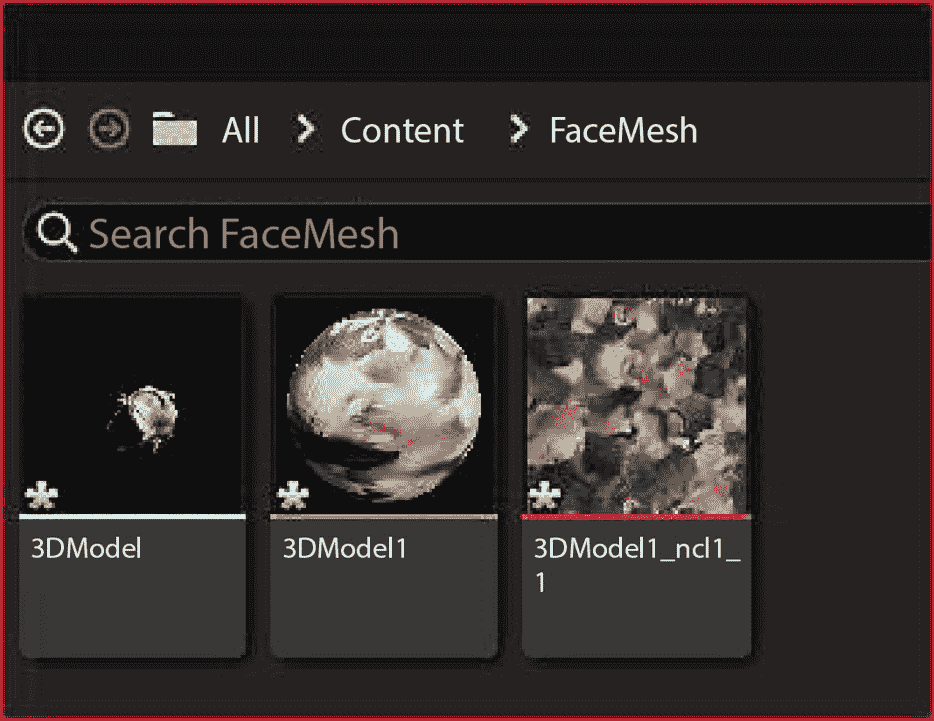 All > Content > FaceMesh
Search FaceMesh
3DModel
3DModel1
3DModel1_ncl1_
1